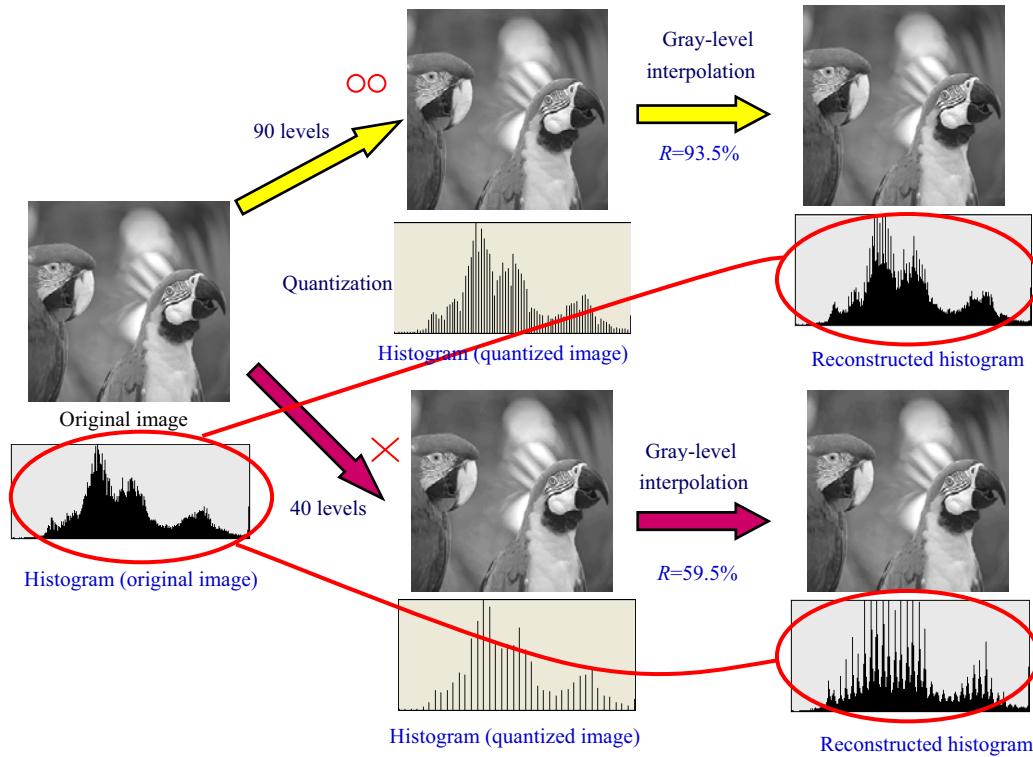 Gray-level
interpolation
90 levels
R=93.5%
Quantization
Histogram (quantized image)
Reconstructed histogram
Original image
Gray-level
interpolation
40 levels
R=59.5%
Histogram (original image)
Histogram (quantized image)
Reconstructed histogram